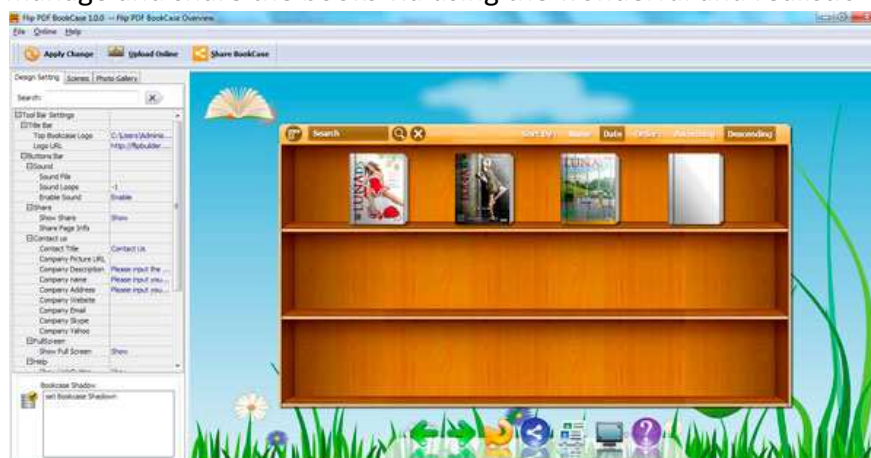 Flip PDF BookCase 1.0.0 -- Flip PDF BookCase Overview
File Online Help
Apply Change Upload Online Share BookCase
Design Setting Scenes Photo Gallery
Search:
Tool Bar Settings
Title Bar
Top Bookcase Logo C:\Users\Adminis...
Logo URL http://flipbuilder....
Buttons Bar
Sound
Sound File
Sound Loops -1
Enable Sound Enable
Share
Show Share Show
Share Page Info
Contact us
Contact Title Contact Us
Company Picture URL
Company Description Please input the ...
Company name Please input you...
Company Address Please input you...
Company Website
Company Email
Company Skype
Company Yahoo
FullScreen
Show Full Screen Show
Help
Bookcase Shadow
set Bookcase Shadown
Search Sort By: Name Date Order: Ascending Descending
LUNA